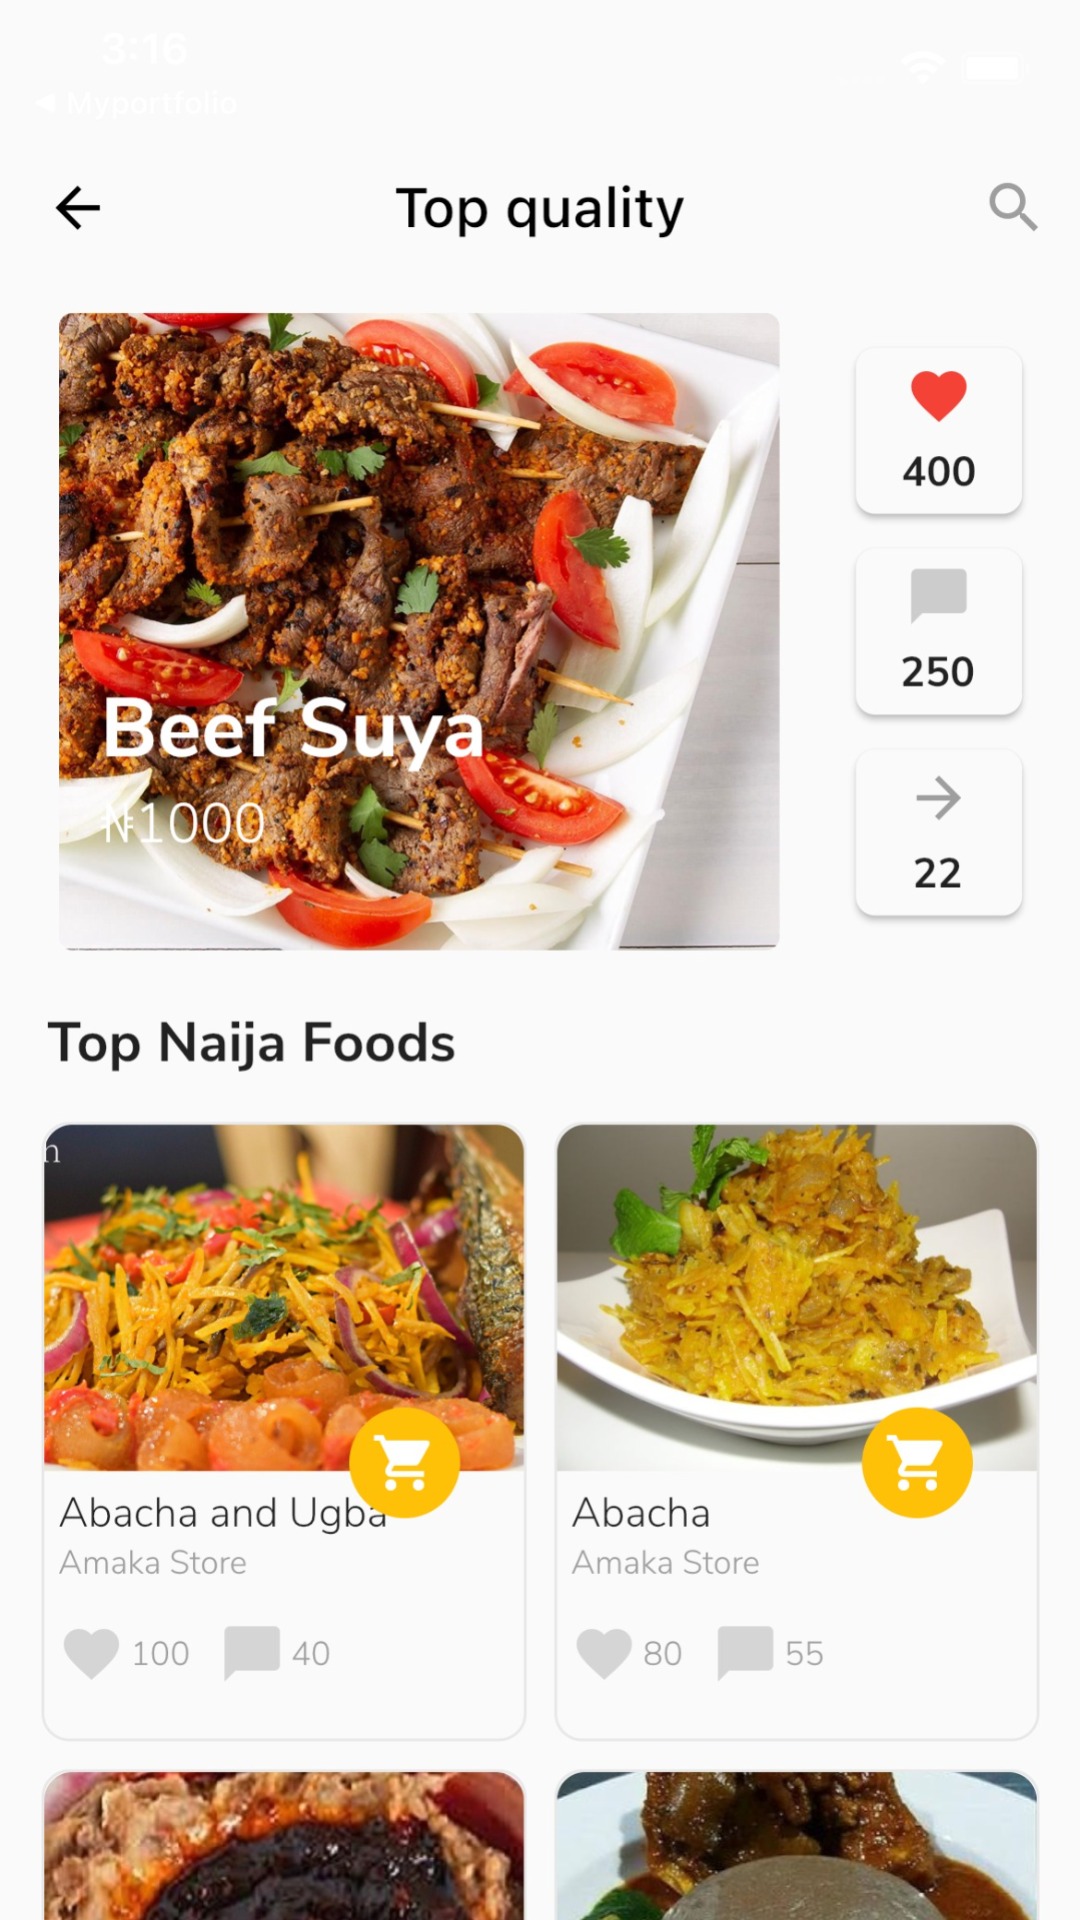 3:16
◀ Myportfolio
Top quality
400
250
22
Beef Suya
₦1000
Top Naija Foods
n
Abacha and Ugba
Amaka Store
100 40
Abacha
Amaka Store
80 55